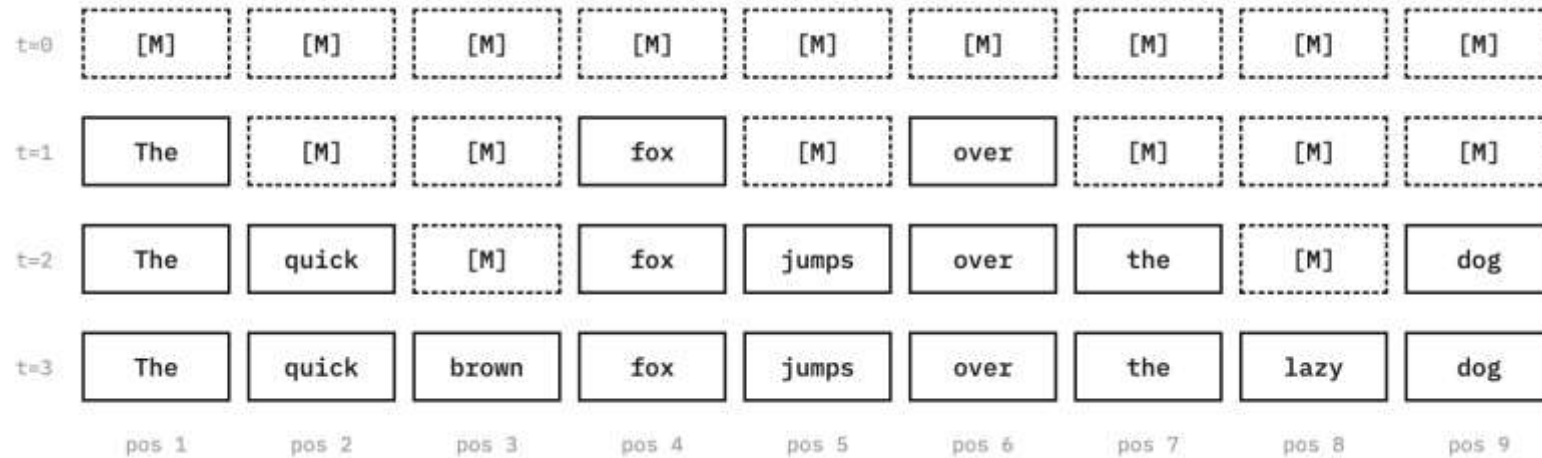 t=0 [M] [M] [M] [M] [M] [M] [M] [M] [M]
t=1 The [M] [M] fox [M] over [M] [M] [M]
t=2 The quick [M] fox jumps over the [M] dog
t=3 The quick brown fox jumps over the lazy dog
pos 1 pos 2 pos 3 pos 4 pos 5 pos 6 pos 7 pos 8 pos 9